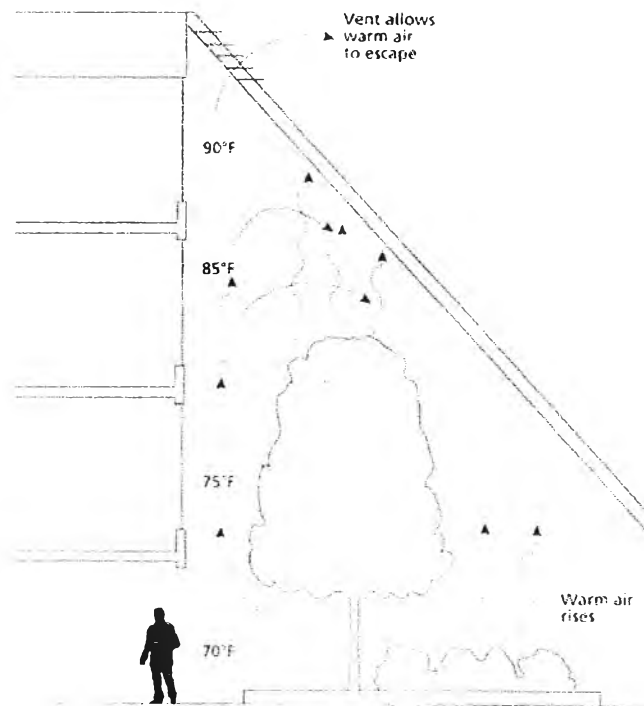 Vent allows
warm air
to escape
90°F
85°F
75°F
Warm air
rises
70°F